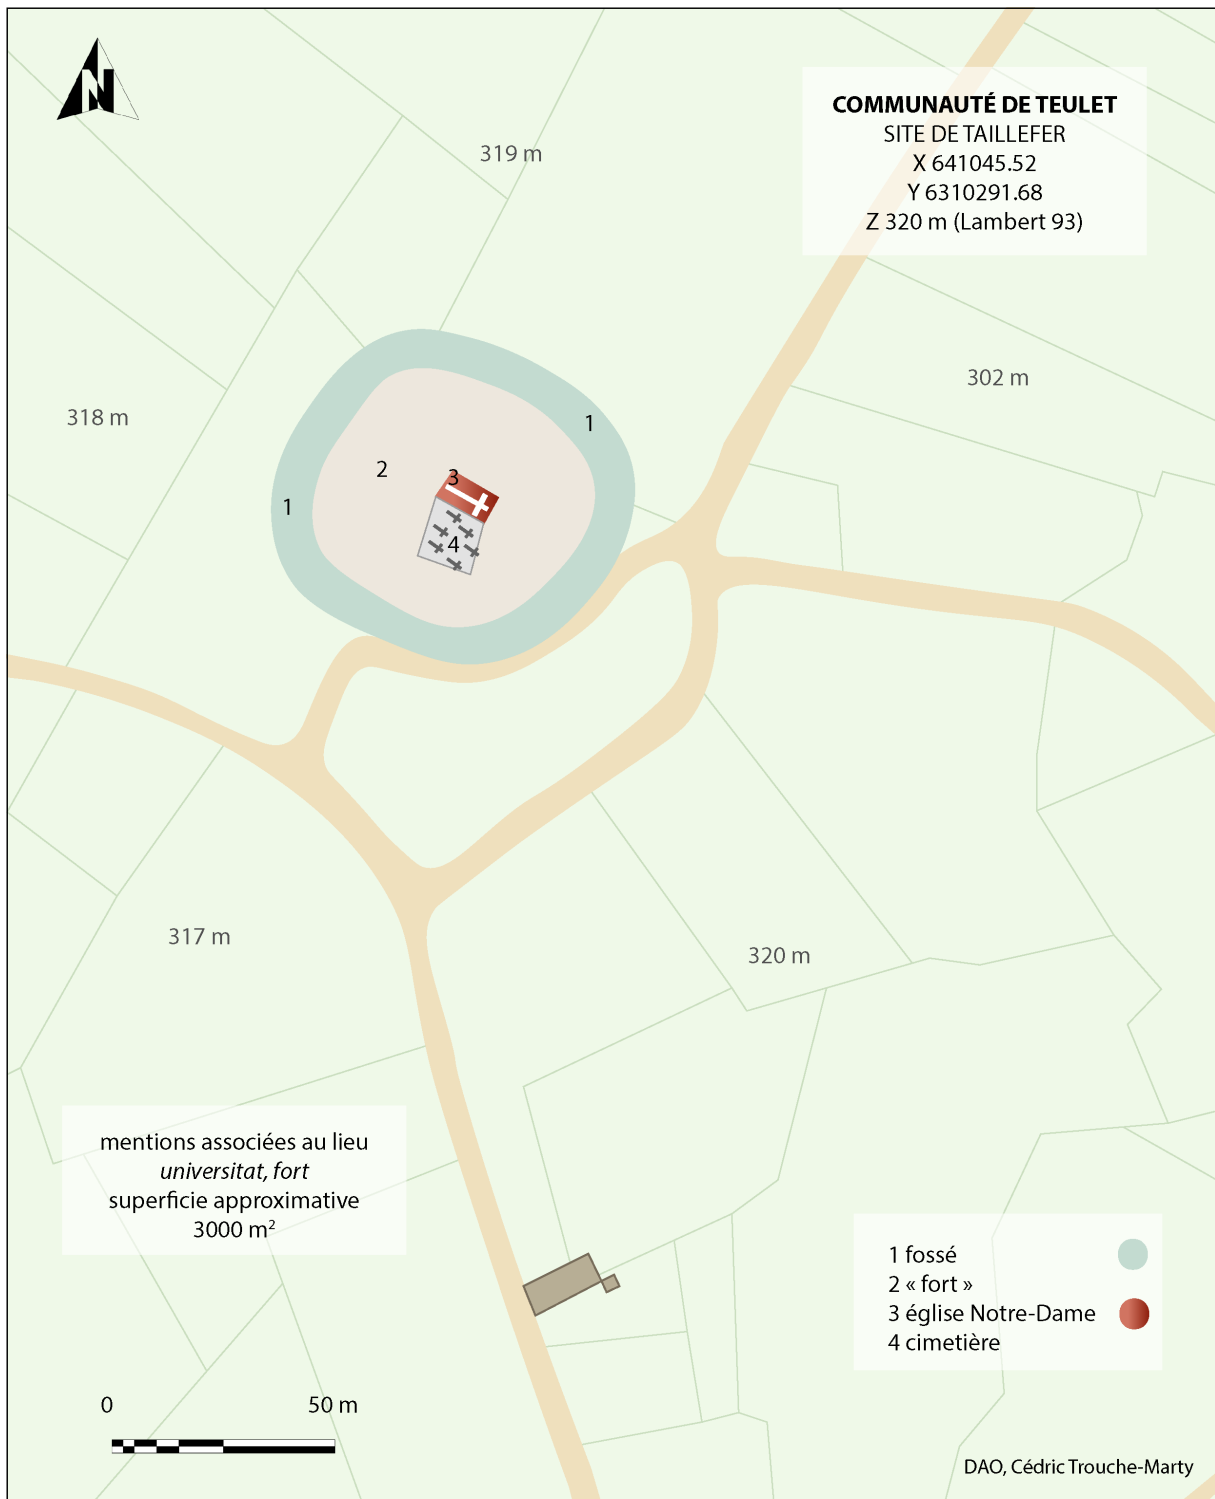 N
COMMUNAUTÉ DE TEULET
SITE DE TAILLEFER
X 641045.52
Y 6310291.68
Z 320 m (Lambert 93)
319 m
302 m
318 m
1
2
3
1
4
317 m
320 m
mentions associées au lieu
universitat, fort
superficie approximative
3000 m²
1 fossé
2 « fort »
3 église Notre-Dame
4 cimetière
0 50 m
DAO, Cédric Trouche-Marty